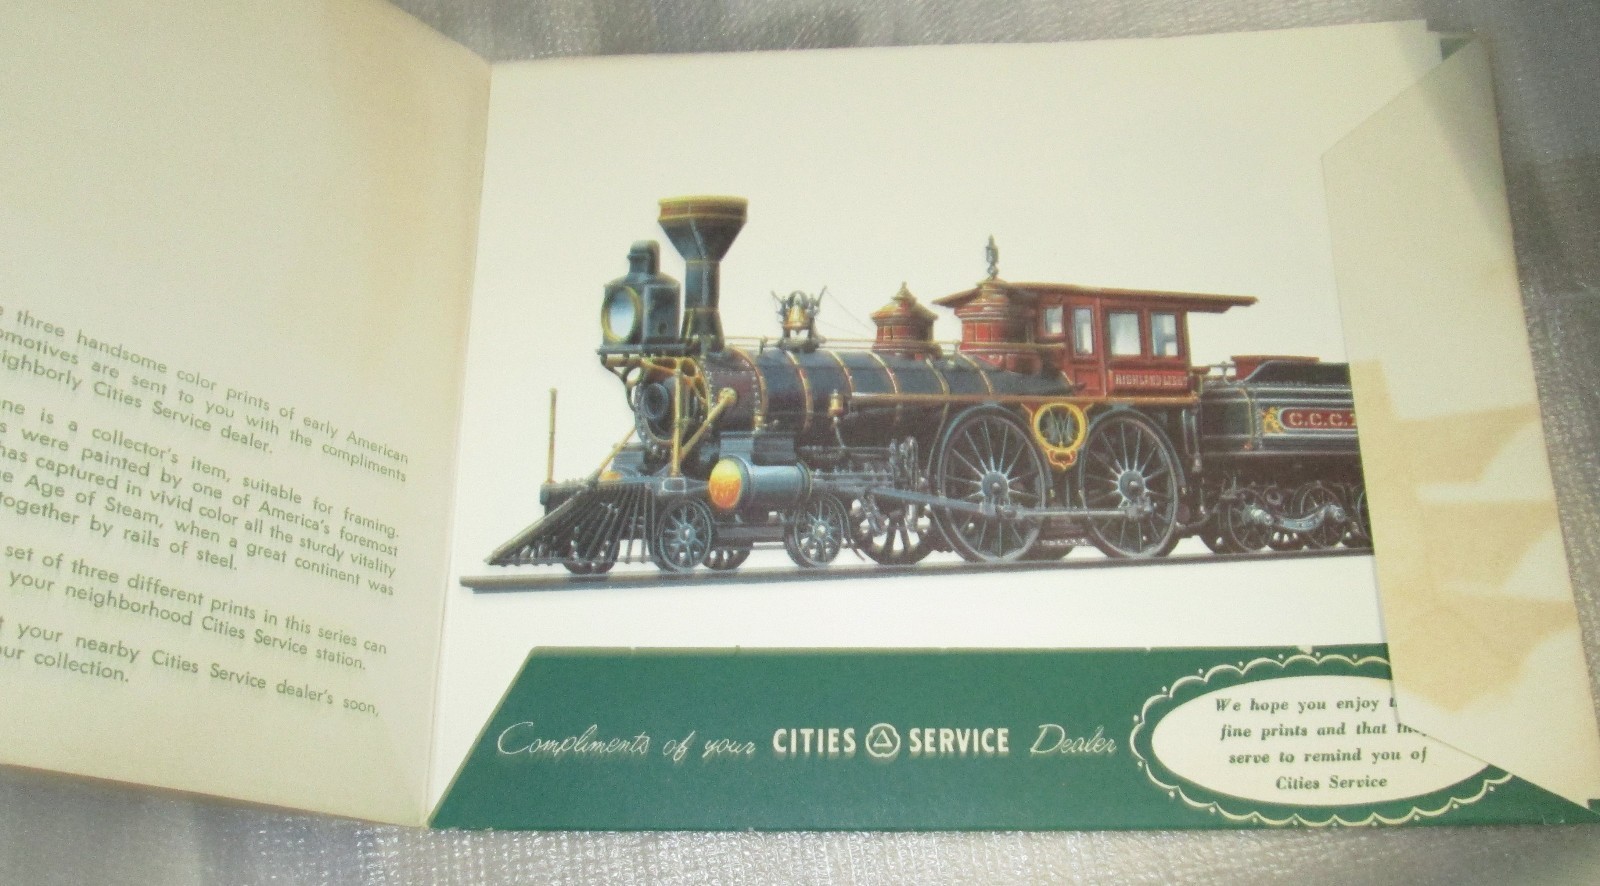 three handsome color prints of early American
omotives are sent to you with the compliments
ighborly Cities Service dealer.
ne is a collector's item, suitable for framing.
s were painted by one of America's foremost
has captured in vivid color all the sturdy vitality
e Age of Steam, when a great continent was
together by rails of steel.
set of three different prints in this series can
your neighborhood Cities Service station.
t your nearby Cities Service dealer's soon,
ur collection.
HIGHLAND LIGHT
C.C.C.
Compliments of your CITIES SERVICE Dealer
We hope you enjoy
fine prints and that
serve to remind you of
Cities Service